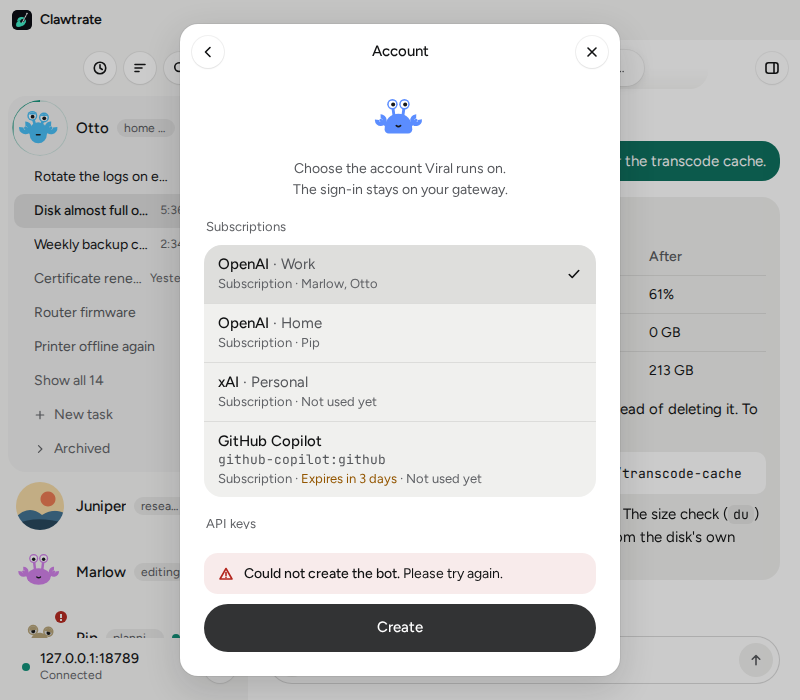 Clawtrate
Otto home ...
Rotate the logs on e...
Disk almost full o... 5:36
Weekly backup c... 2:34
Certificate rene... Yeste
Router firmware
Printer offline again
Show all 14
+ New task
Archived
Juniper resea...
Marlow editing
Pip planni...
127.0.0.1:18789
Connected
the transcode cache.
After
61%
0 GB
213 GB
ead of deleting it. To
/transcode-cache
The size check ( du )
om the disk's own
Account
Choose the account Viral runs on.
The sign-in stays on your gateway.
Subscriptions
OpenAI · Work
Subscription · Marlow, Otto
OpenAI · Home
Subscription · Pip
xAI · Personal
Subscription · Not used yet
GitHub Copilot
github-copilot:github
Subscription · Expires in 3 days · Not used yet
API keys
Could not create the bot. Please try again.
Create